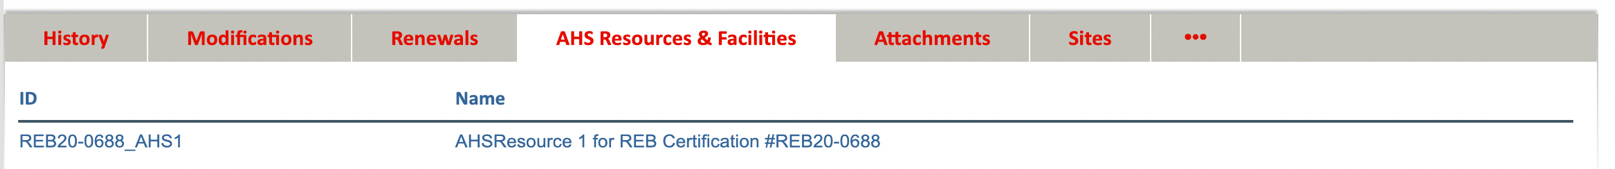 History Modifications Renewals AHS Resources & Facilities Attachments Sites •••
ID Name
REB20-0688_AHS1 AHSResource 1 for REB Certification #REB20-0688